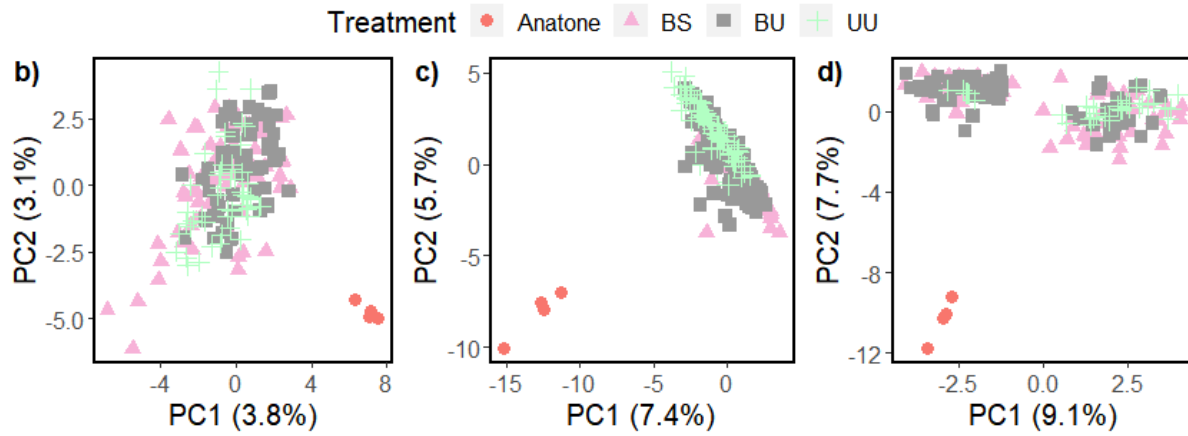 Treatment Anatone BS BU UU
b) c) d)
2.5
0.0
-2.5
-5.0
PC2 (3.1%)
-4 0 4 8
PC1 (3.8%)
5
0
-5
-10
PC2 (5.7%)
-15 -10 -5 0
PC1 (7.4%)
0
-4
-8
-12
PC2 (7.7%)
-2.5 0.0 2.5
PC1 (9.1%)